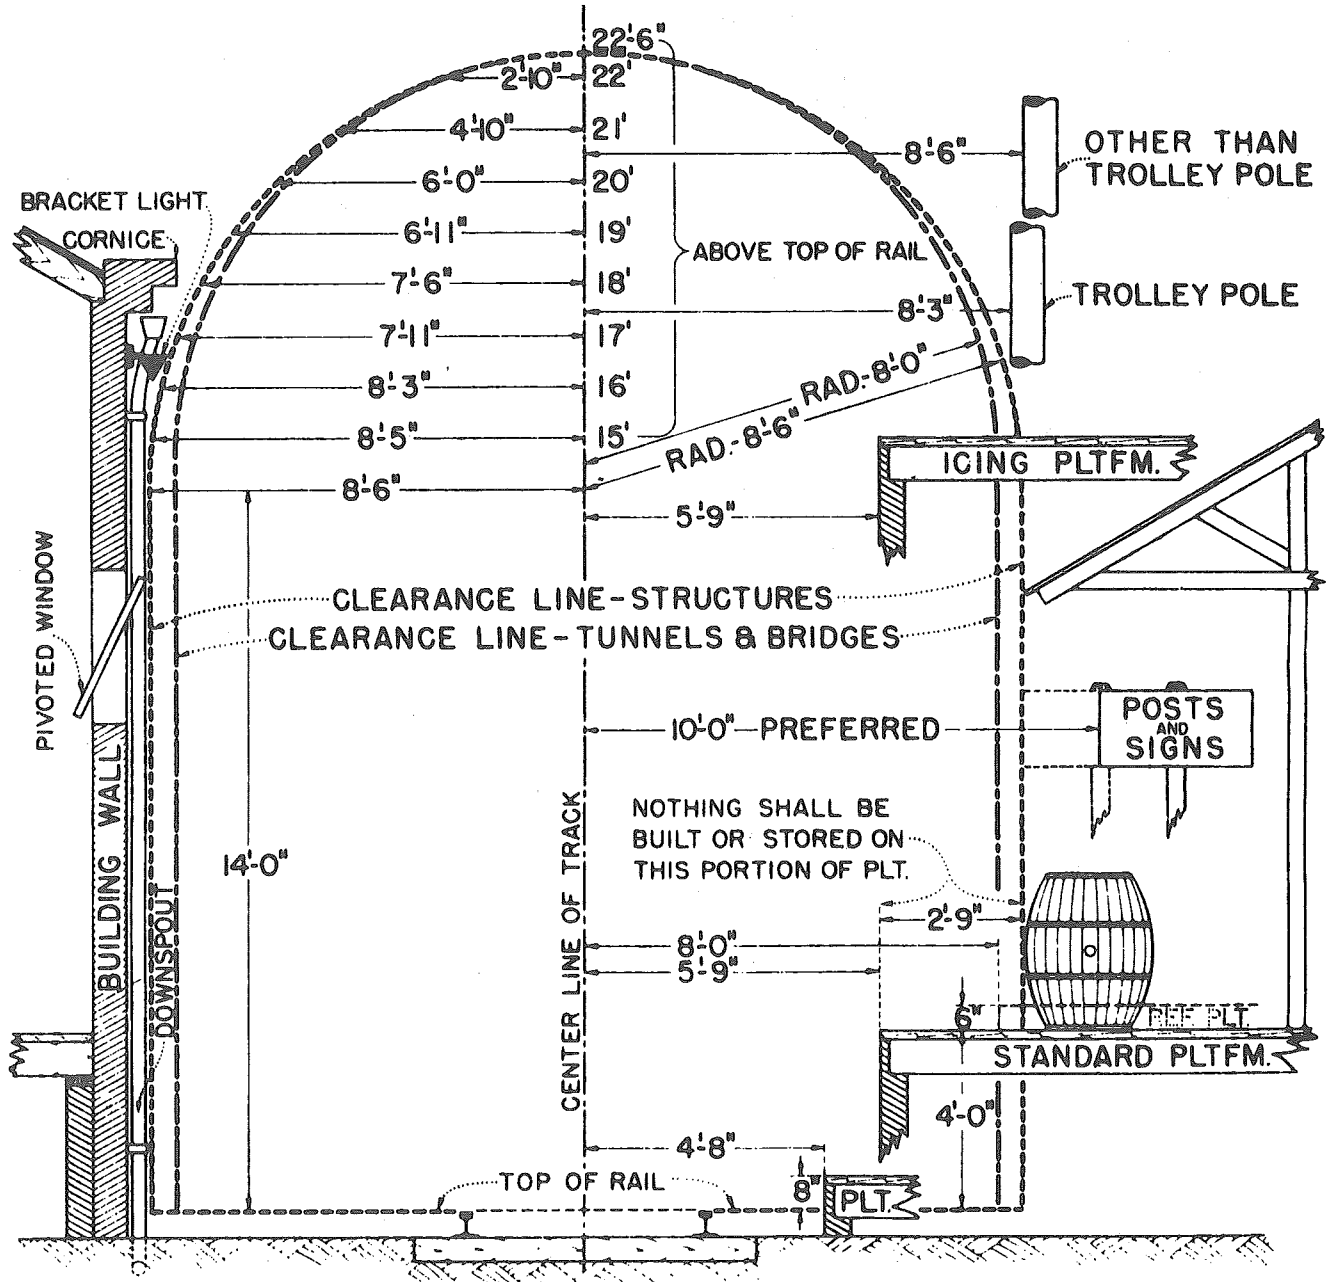 22'-6"
2'-10" 22'
4'-10" 21'
8'-6"
OTHER THAN
TROLLEY POLE
6'-0" 20'
BRACKET LIGHT
CORNICE
6'-11" 19'
ABOVE TOP OF RAIL
7'-6" 18'
8'-3"
TROLLEY POLE
7'-11" 17'
8'-3" 16'
RAD.-8'-0"
8'-5" 15'
RAD.-8'-6"
ICING PLTFM.
8'-6"
5'-9"
PIVOTED WINDOW
CLEARANCE LINE-STRUCTURES
CLEARANCE LINE-TUNNELS & BRIDGES
10'-0" PREFERRED
POSTS
AND
SIGNS
NOTHING SHALL BE
BUILT OR STORED ON
THIS PORTION OF PLT.
14'-0"
BUILDING WALL
DOWNSPOUT
CENTER LINE OF TRACK
2'-9"
8'-0"
5'-9"
6"
REF. PLT.
STANDARD PLTFM.
4'-0"
4'-8"
TOP OF RAIL
8"
PLT.